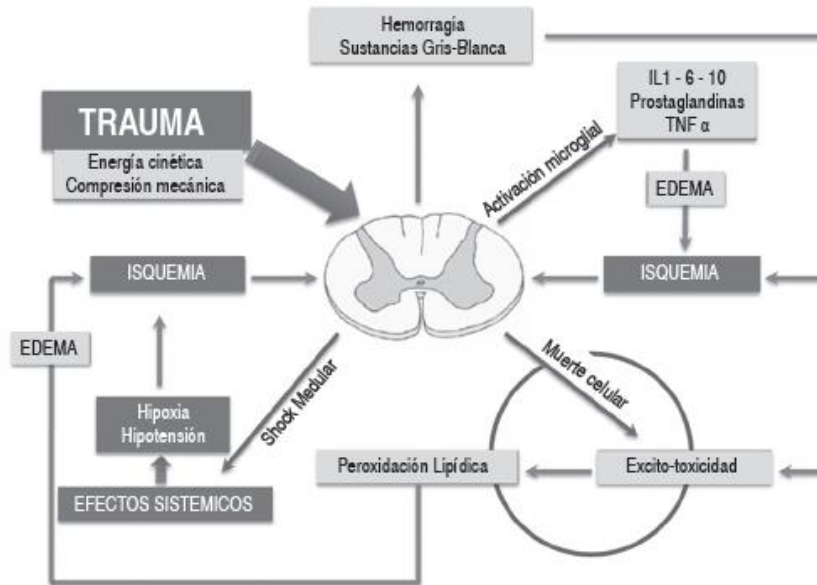 Hemorragía
Sustancias Gris-Blanca
IL1 - 6 - 10
Prostaglandinas
TNF α
TRAUMA
Energía cinética
Compresión mecánica
Activación microglial
EDEMA
ISQUEMIA
ISQUEMIA
EDEMA
Shock Medular
Muerte celular
Hipoxia
Hipotensión
Peroxidación Lipídica
Excito-toxicidad
EFECTOS SISTEMICOS